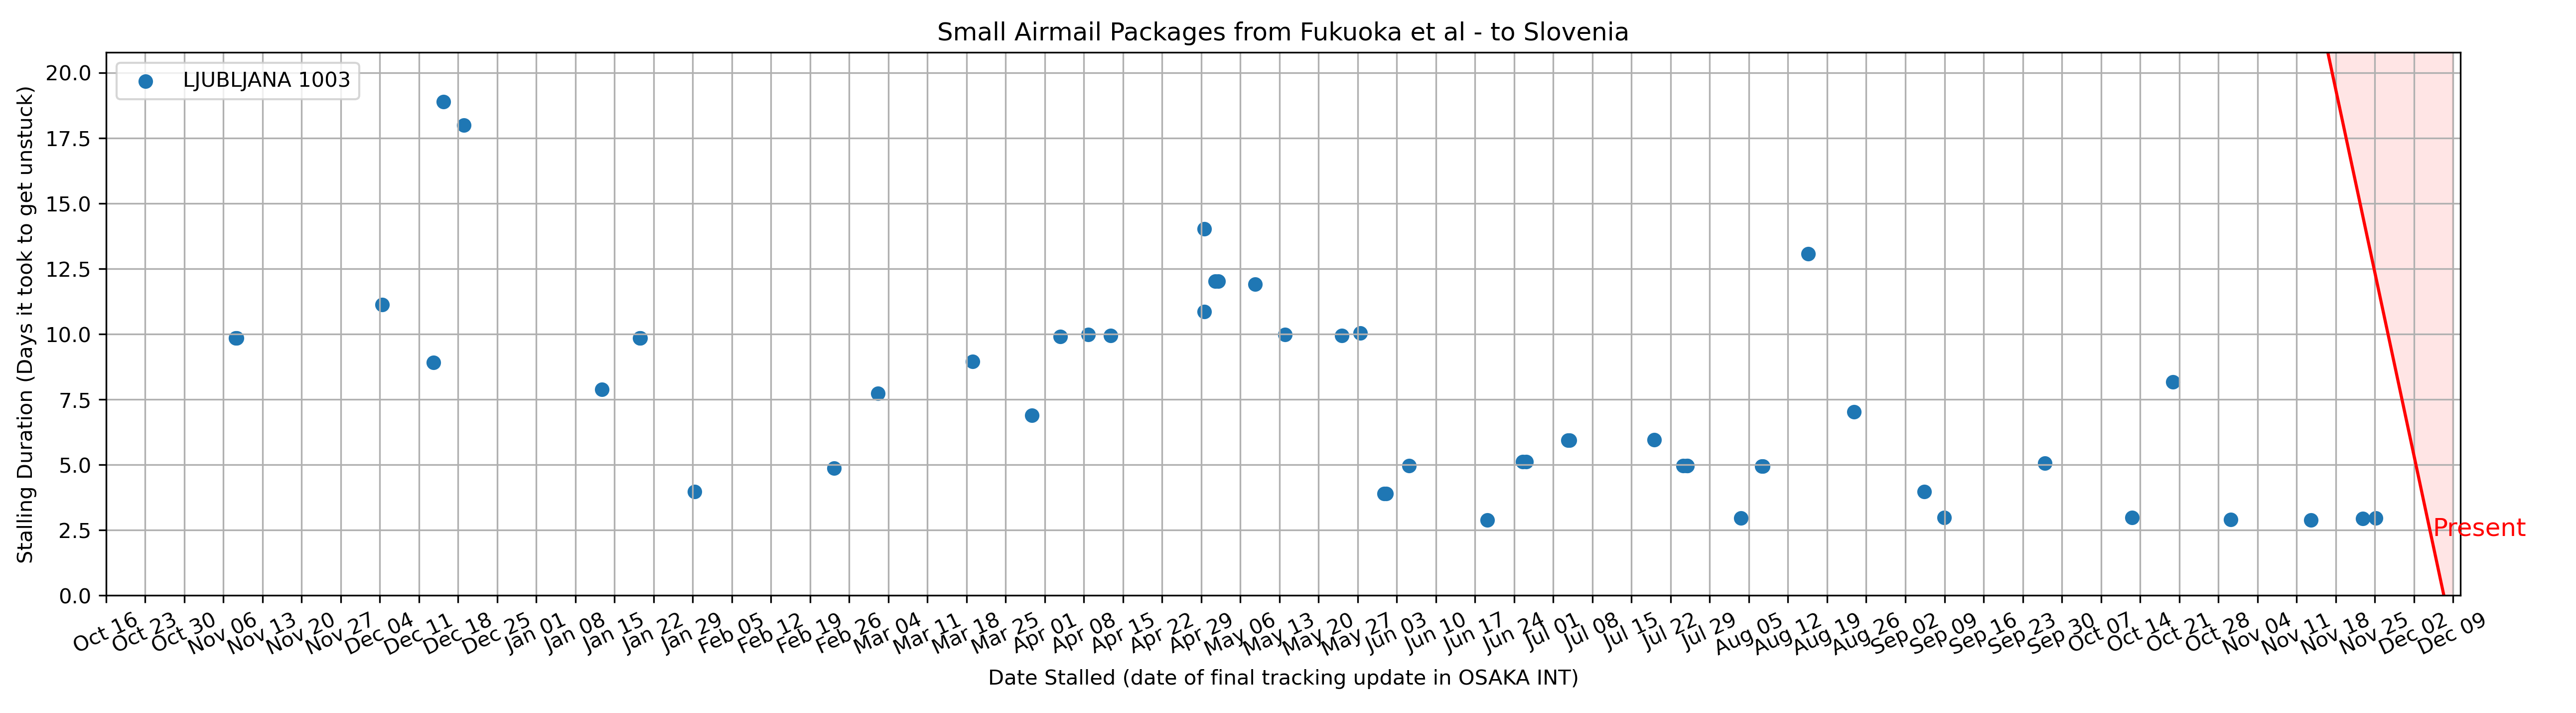 Small Airmail Packages from Fukuoka et al - to Slovenia
LJUBLJANA 1003
Stalling Duration (Days it took to get unstuck)
20.0
17.5
15.0
12.5
10.0
7.5
5.0
2.5
0.0
Present
Oct 16
Oct 23
Oct 30
Nov 06
Nov 13
Nov 20
Nov 27
Dec 04
Dec 11
Dec 18
Dec 25
Jan 01
Jan 08
Jan 15
Jan 22
Jan 29
Feb 05
Feb 12
Feb 19
Feb 26
Mar 04
Mar 11
Mar 18
Mar 25
Apr 01
Apr 08
Apr 15
Apr 22
Apr 29
May 06
May 13
May 20
May 27
Jun 03
Jun 10
Jun 17
Jun 24
Jul 01
Jul 08
Jul 15
Jul 22
Jul 29
Aug 05
Aug 12
Aug 19
Aug 26
Sep 02
Sep 09
Sep 16
Sep 23
Sep 30
Oct 07
Oct 14
Oct 21
Oct 28
Nov 04
Nov 11
Nov 18
Nov 25
Dec 02
Dec 09
Date Stalled (date of final tracking update in OSAKA INT)